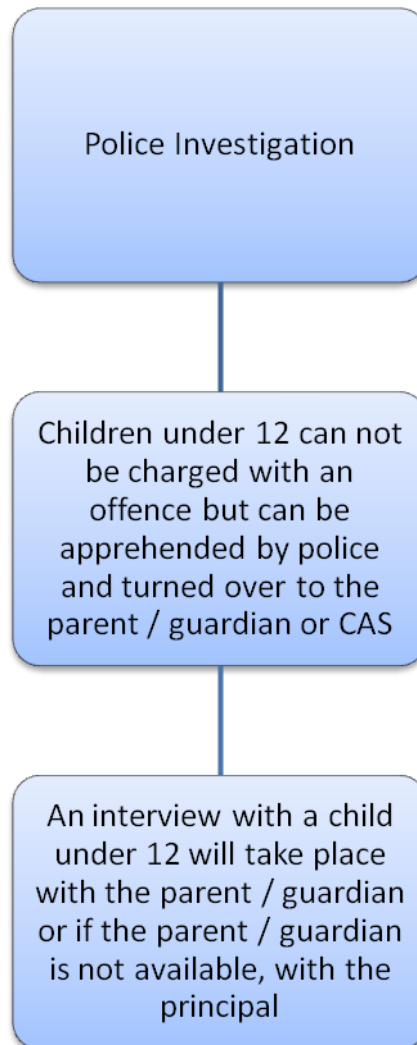 Police Investigation
Children under 12 can not
be charged with an
offence but can be
apprehended by police
and turned over to the
parent / guardian or CAS
An interview with a child
under 12 will take place
with the parent / guardian
or if the parent / guardian
is not available, with the
principal